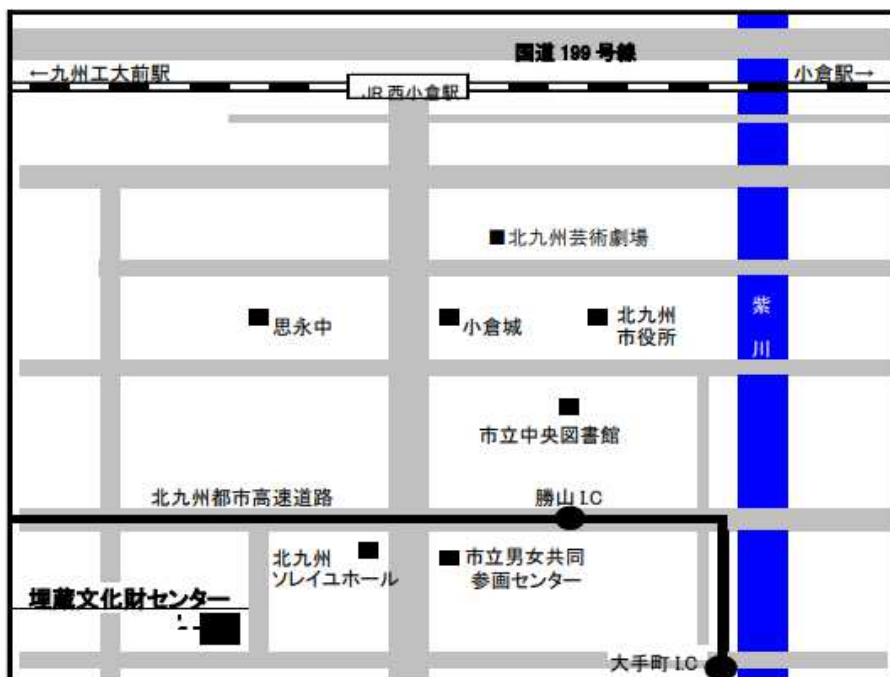 国道 199 号線
←九州工大前駅
小倉駅→
JR 西小倉駅
■北九州芸術劇場
紫
川
思永中
小倉城
北九州
市役所
市立中央図書館
北九州都市高速道路
勝山 I.C
北九州
ソレイユホール
市立男女共同
参画センター
埋蔵文化財センター
大手町 I.C